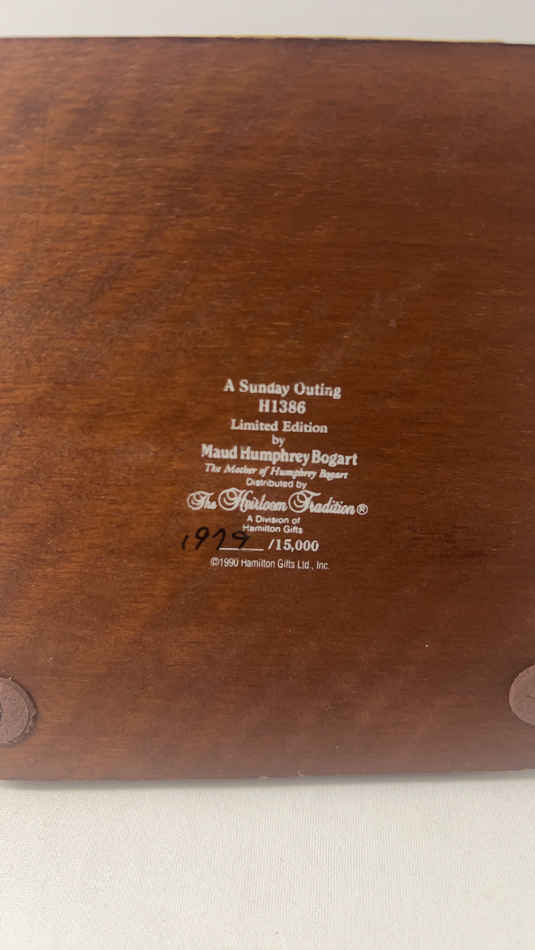 A Sunday Outing
H1386
Limited Edition
by
Maud Humphrey Bogart
The Mother of Humphrey Bogart
Distributed by
The Heirloom Tradition®
A Division of
Hamilton Gifts
1979 /15,000
©1990 Hamilton Gifts Ltd., Inc.